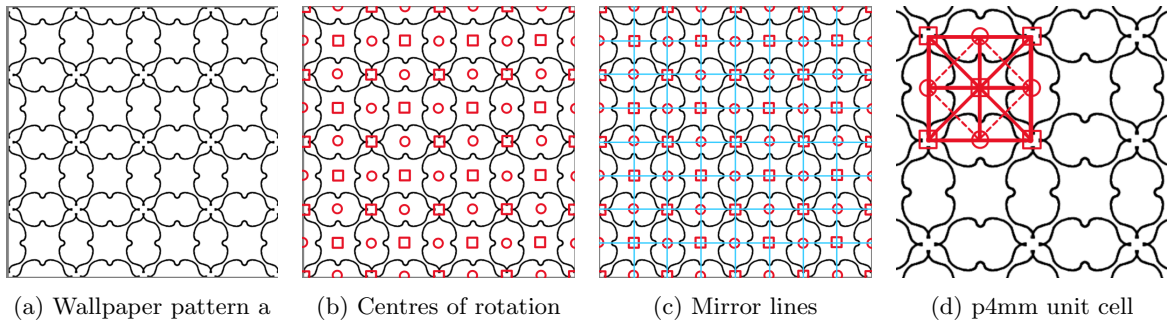 (a) Wallpaper pattern a
(b) Centres of rotation
(c) Mirror lines
(d) p4mm unit cell